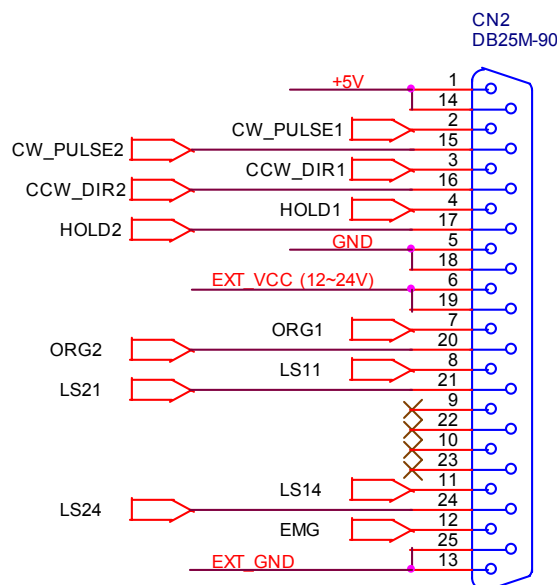 CN2
DB25M-90
+5V 1
14
CW_PULSE1 2
CW_PULSE2 15
CCW_DIR1 3
CCW_DIR2 16
HOLD1 4
HOLD2 17
GND 5
18
EXT_VCC (12~24V) 6
19
ORG1 7
ORG2 20
LS11 8
LS21 21
9
22
10
23
LS14 11
LS24 24
EMG 12
25
EXT_GND 13